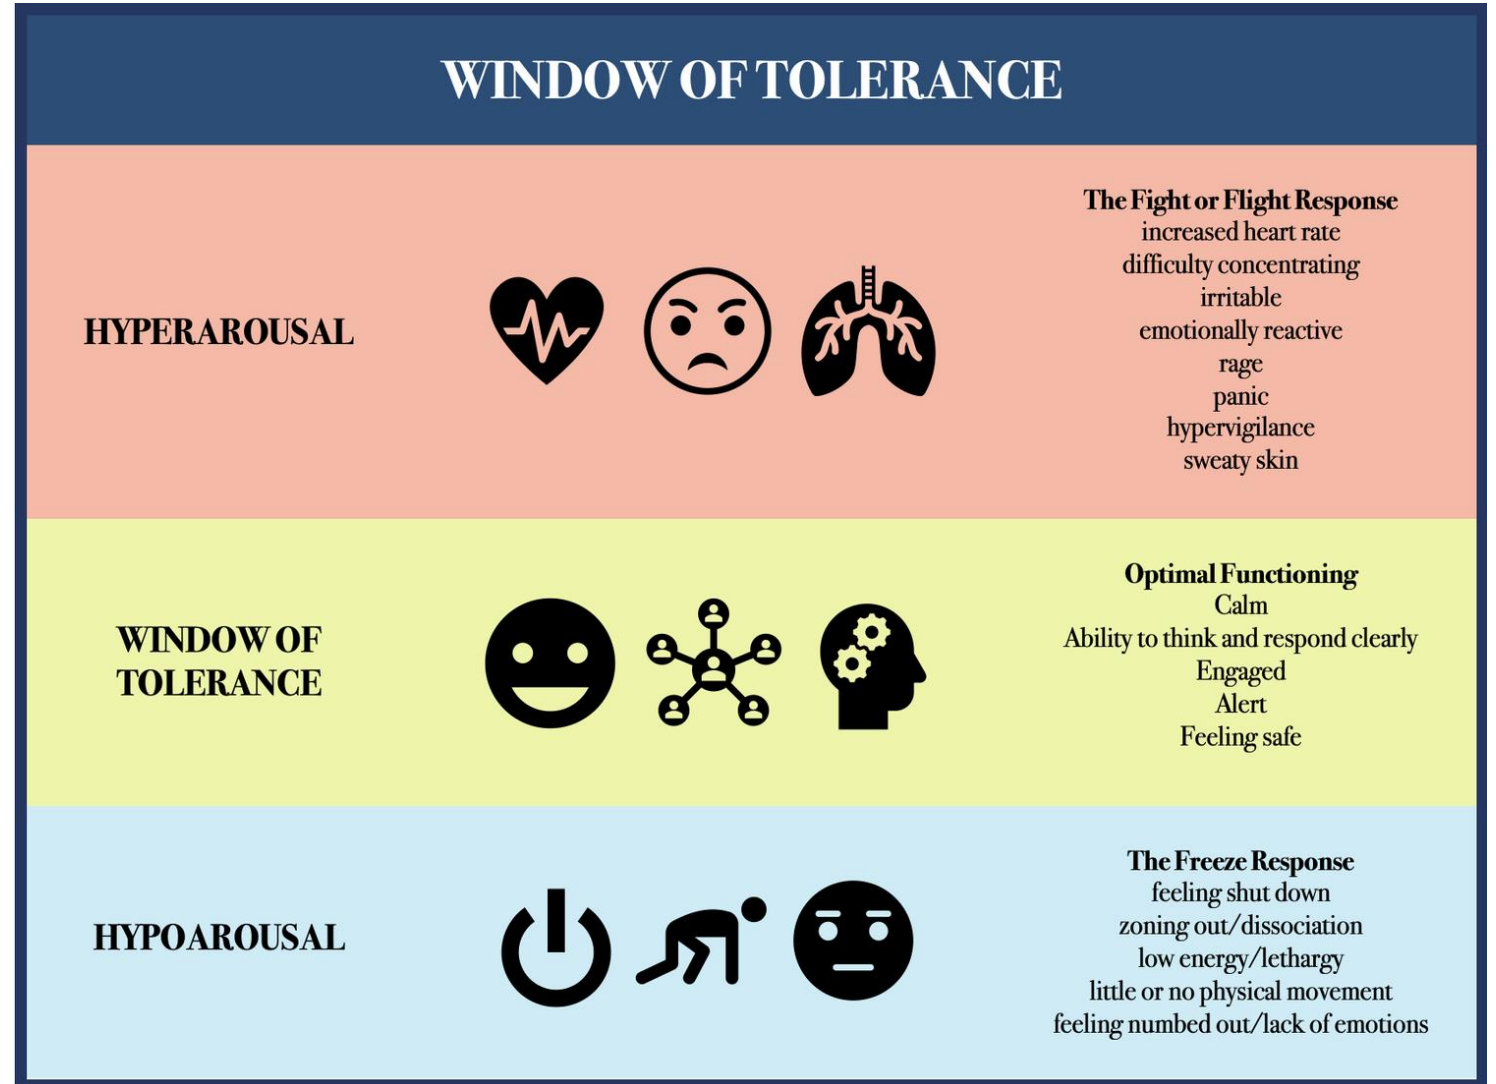 WINDOW OF TOLERANCE
HYPERAROUSAL
The Fight or Flight Response
increased heart rate
difficulty concentrating
irritable
emotionally reactive
rage
panic
hypervigilance
sweaty skin
WINDOW OF
TOLERANCE
Optimal Functioning
Calm
Ability to think and respond clearly
Engaged
Alert
Feeling safe
HYPOAROUSAL
The Freeze Response
feeling shut down
zoning out/dissociation
low energy/lethargy
little or no physical movement
feeling numbed out/lack of emotions